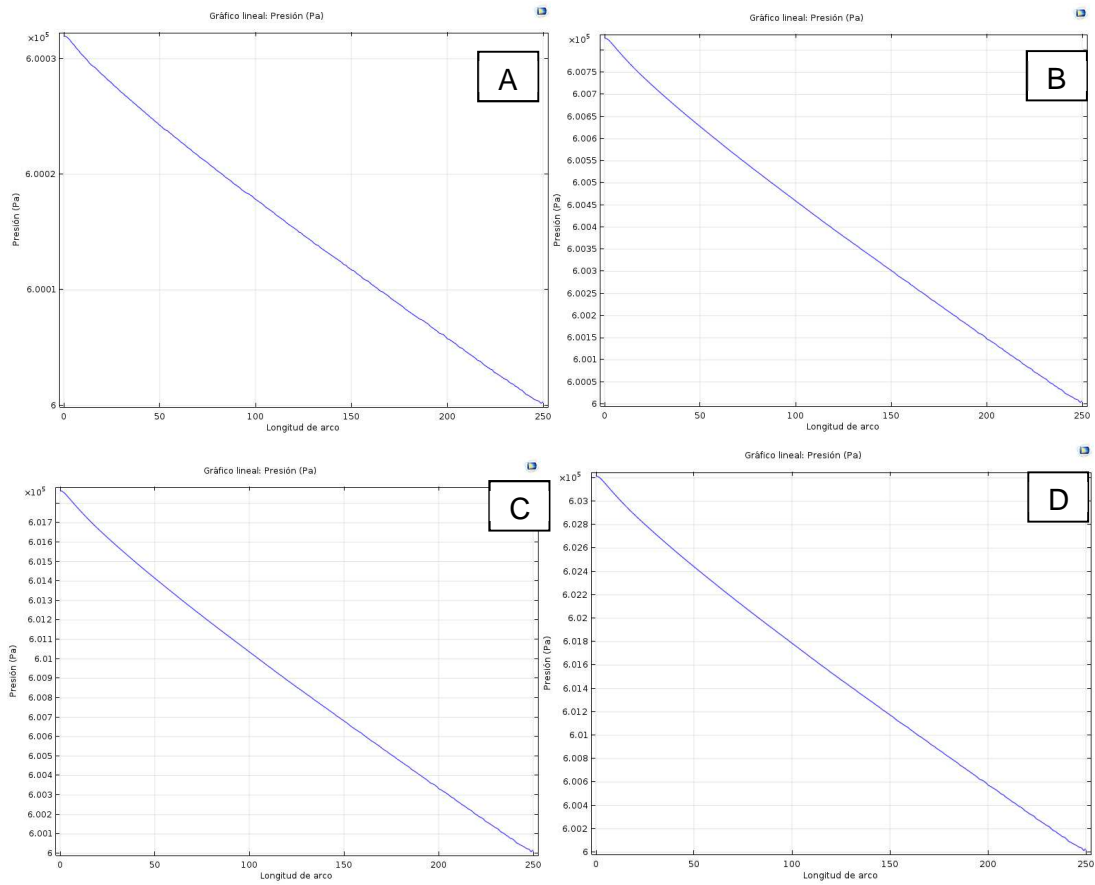 Gráfico lineal: Presión (Pa)
×10⁵
A
6.0003
6.0002
6.0001
6
Presión (Pa)
0 50 100 150 200 250
Longitud de arco
Gráfico lineal: Presión (Pa)
×10⁵
B
6.0075
6.007
6.0065
6.006
6.0055
6.005
6.0045
6.004
6.0035
6.003
6.0025
6.002
6.0015
6.001
6.0005
6
Presión (Pa)
0 50 100 150 200 250
Longitud de arco
Gráfico lineal: Presión (Pa)
×10⁵
C
6.017
6.016
6.015
6.014
6.013
6.012
6.011
6.01
6.009
6.008
6.007
6.006
6.005
6.004
6.003
6.002
6.001
6
Presión (Pa)
0 50 100 150 200 250
Longitud de arco
Gráfico lineal: Presión (Pa)
×10⁵
D
6.03
6.028
6.026
6.024
6.022
6.02
6.018
6.016
6.014
6.012
6.01
6.008
6.006
6.004
6.002
6
Presión (Pa)
0 50 100 150 200 250
Longitud de arco